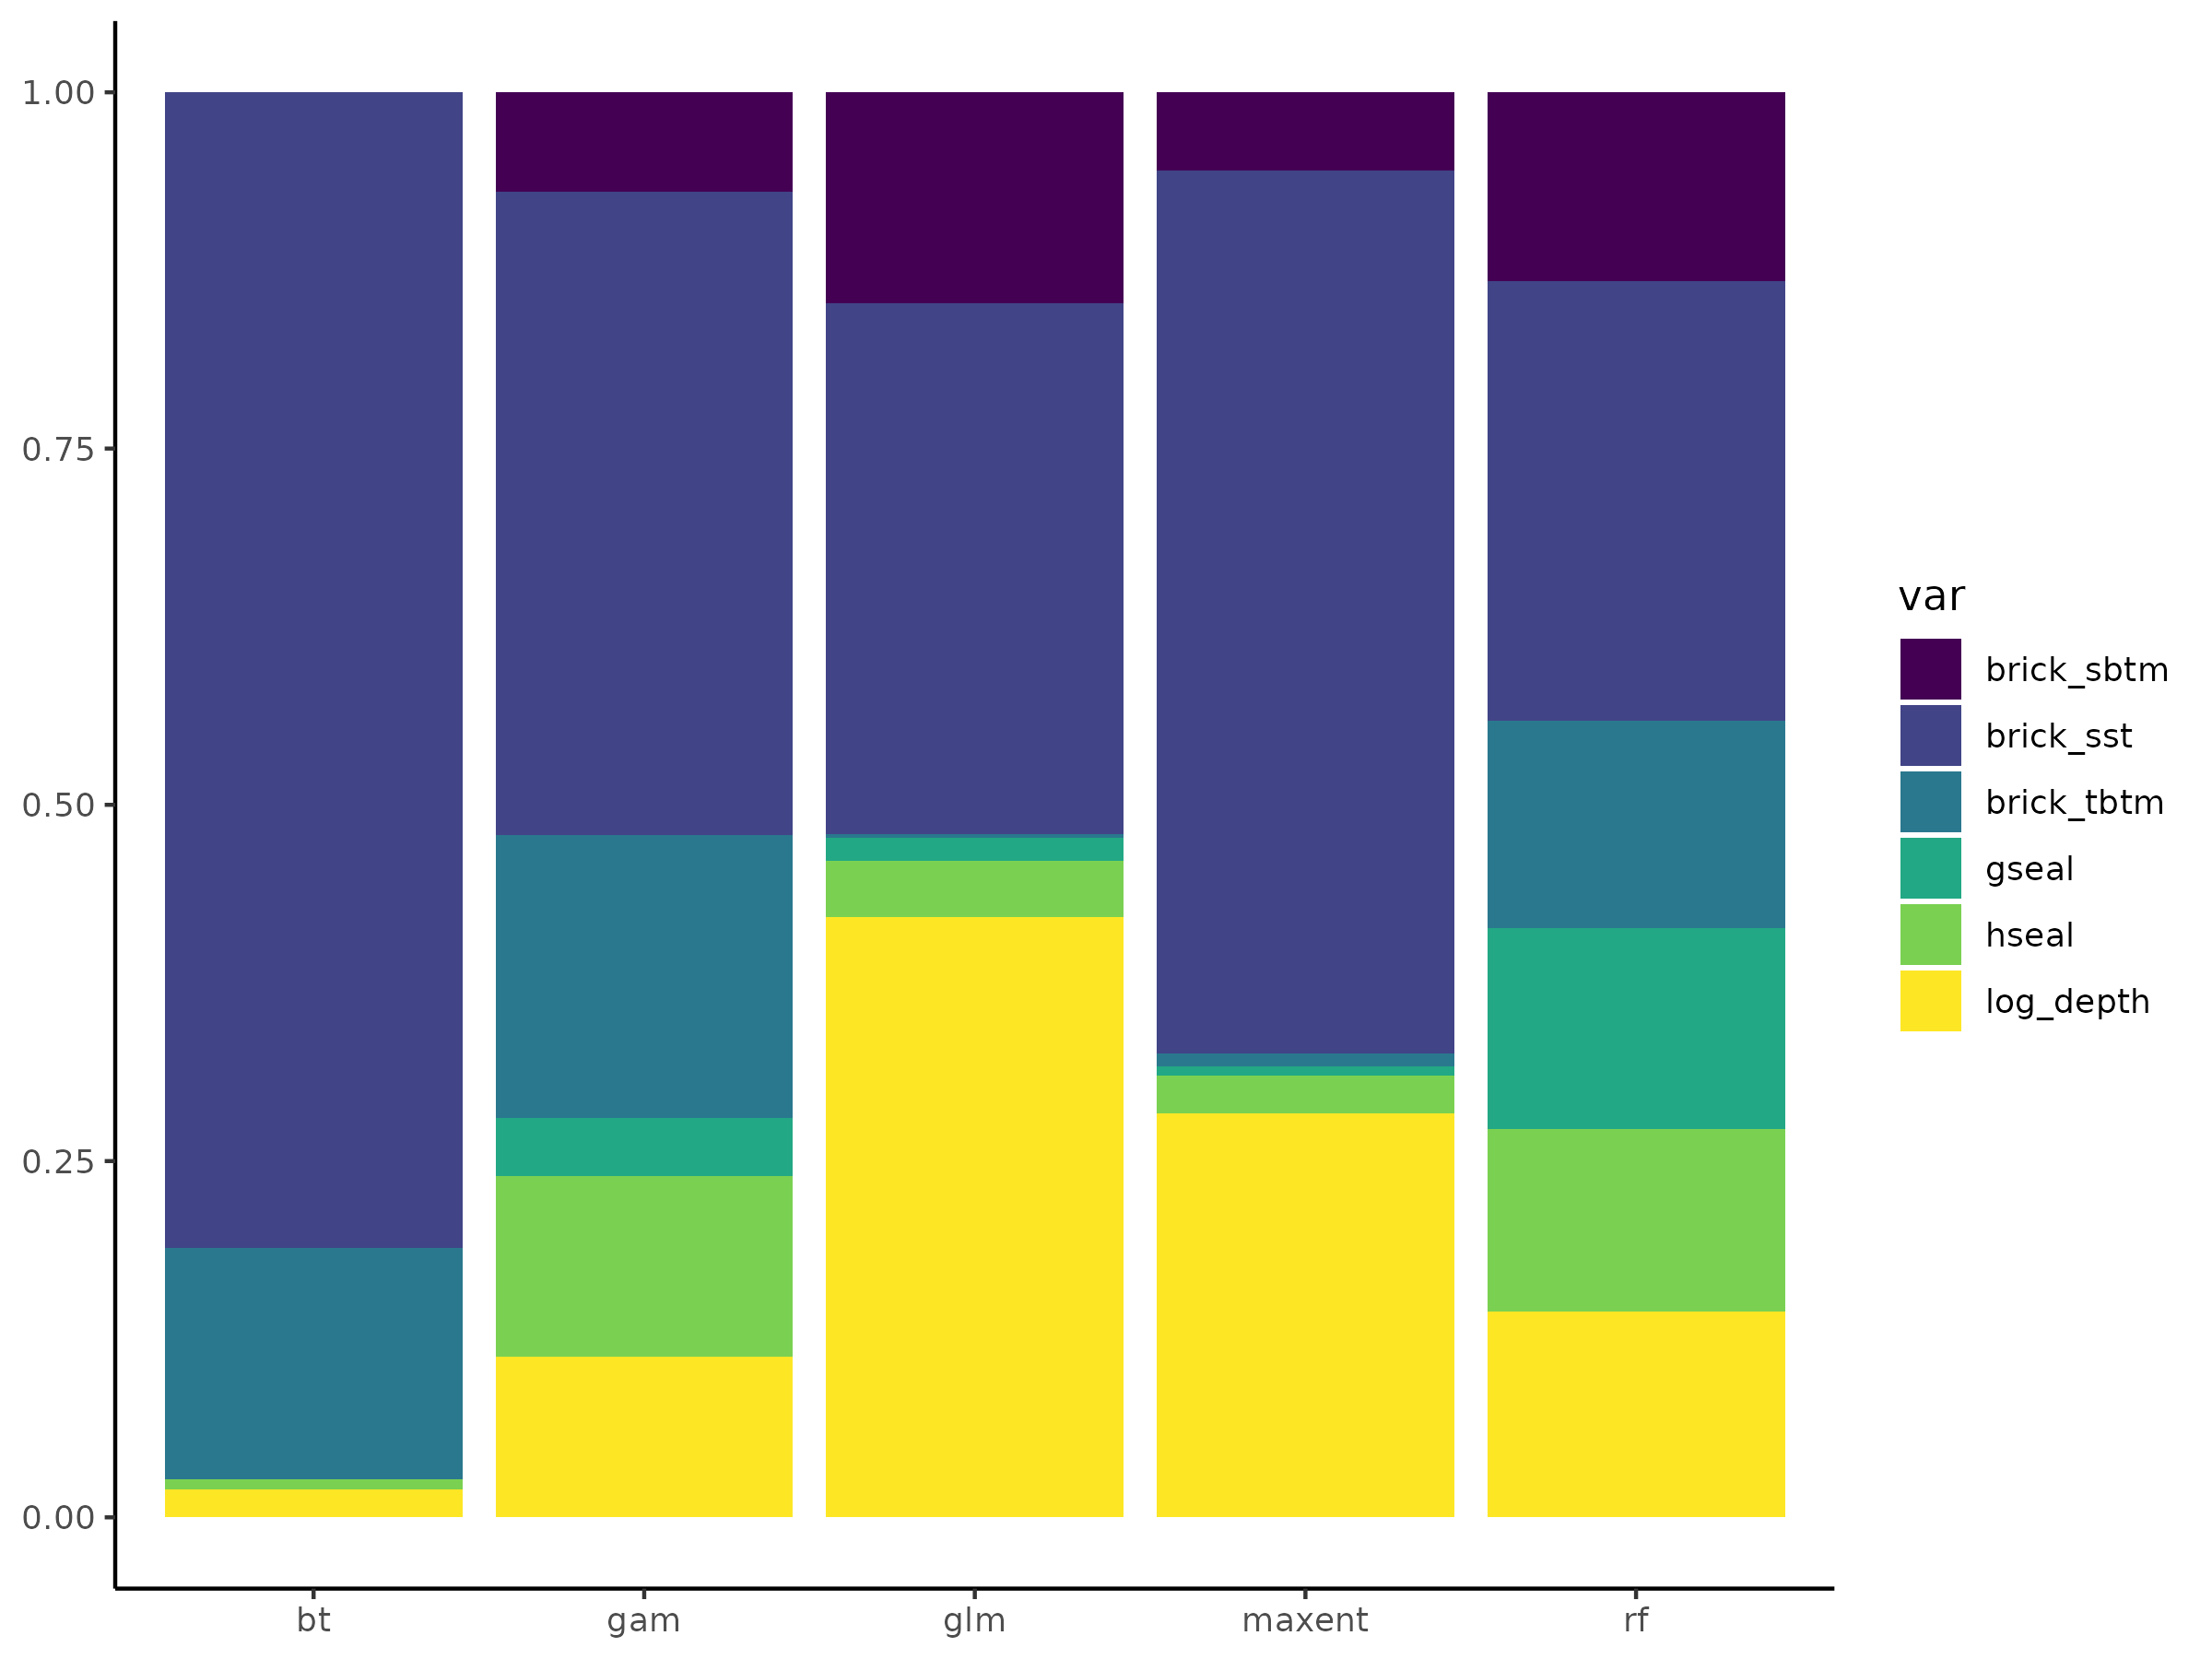 1.00
0.75
0.50
0.25
0.00
bt gam glm maxent rf
var
brick_sbtm
brick_sst
brick_tbtm
gseal
hseal
log_depth